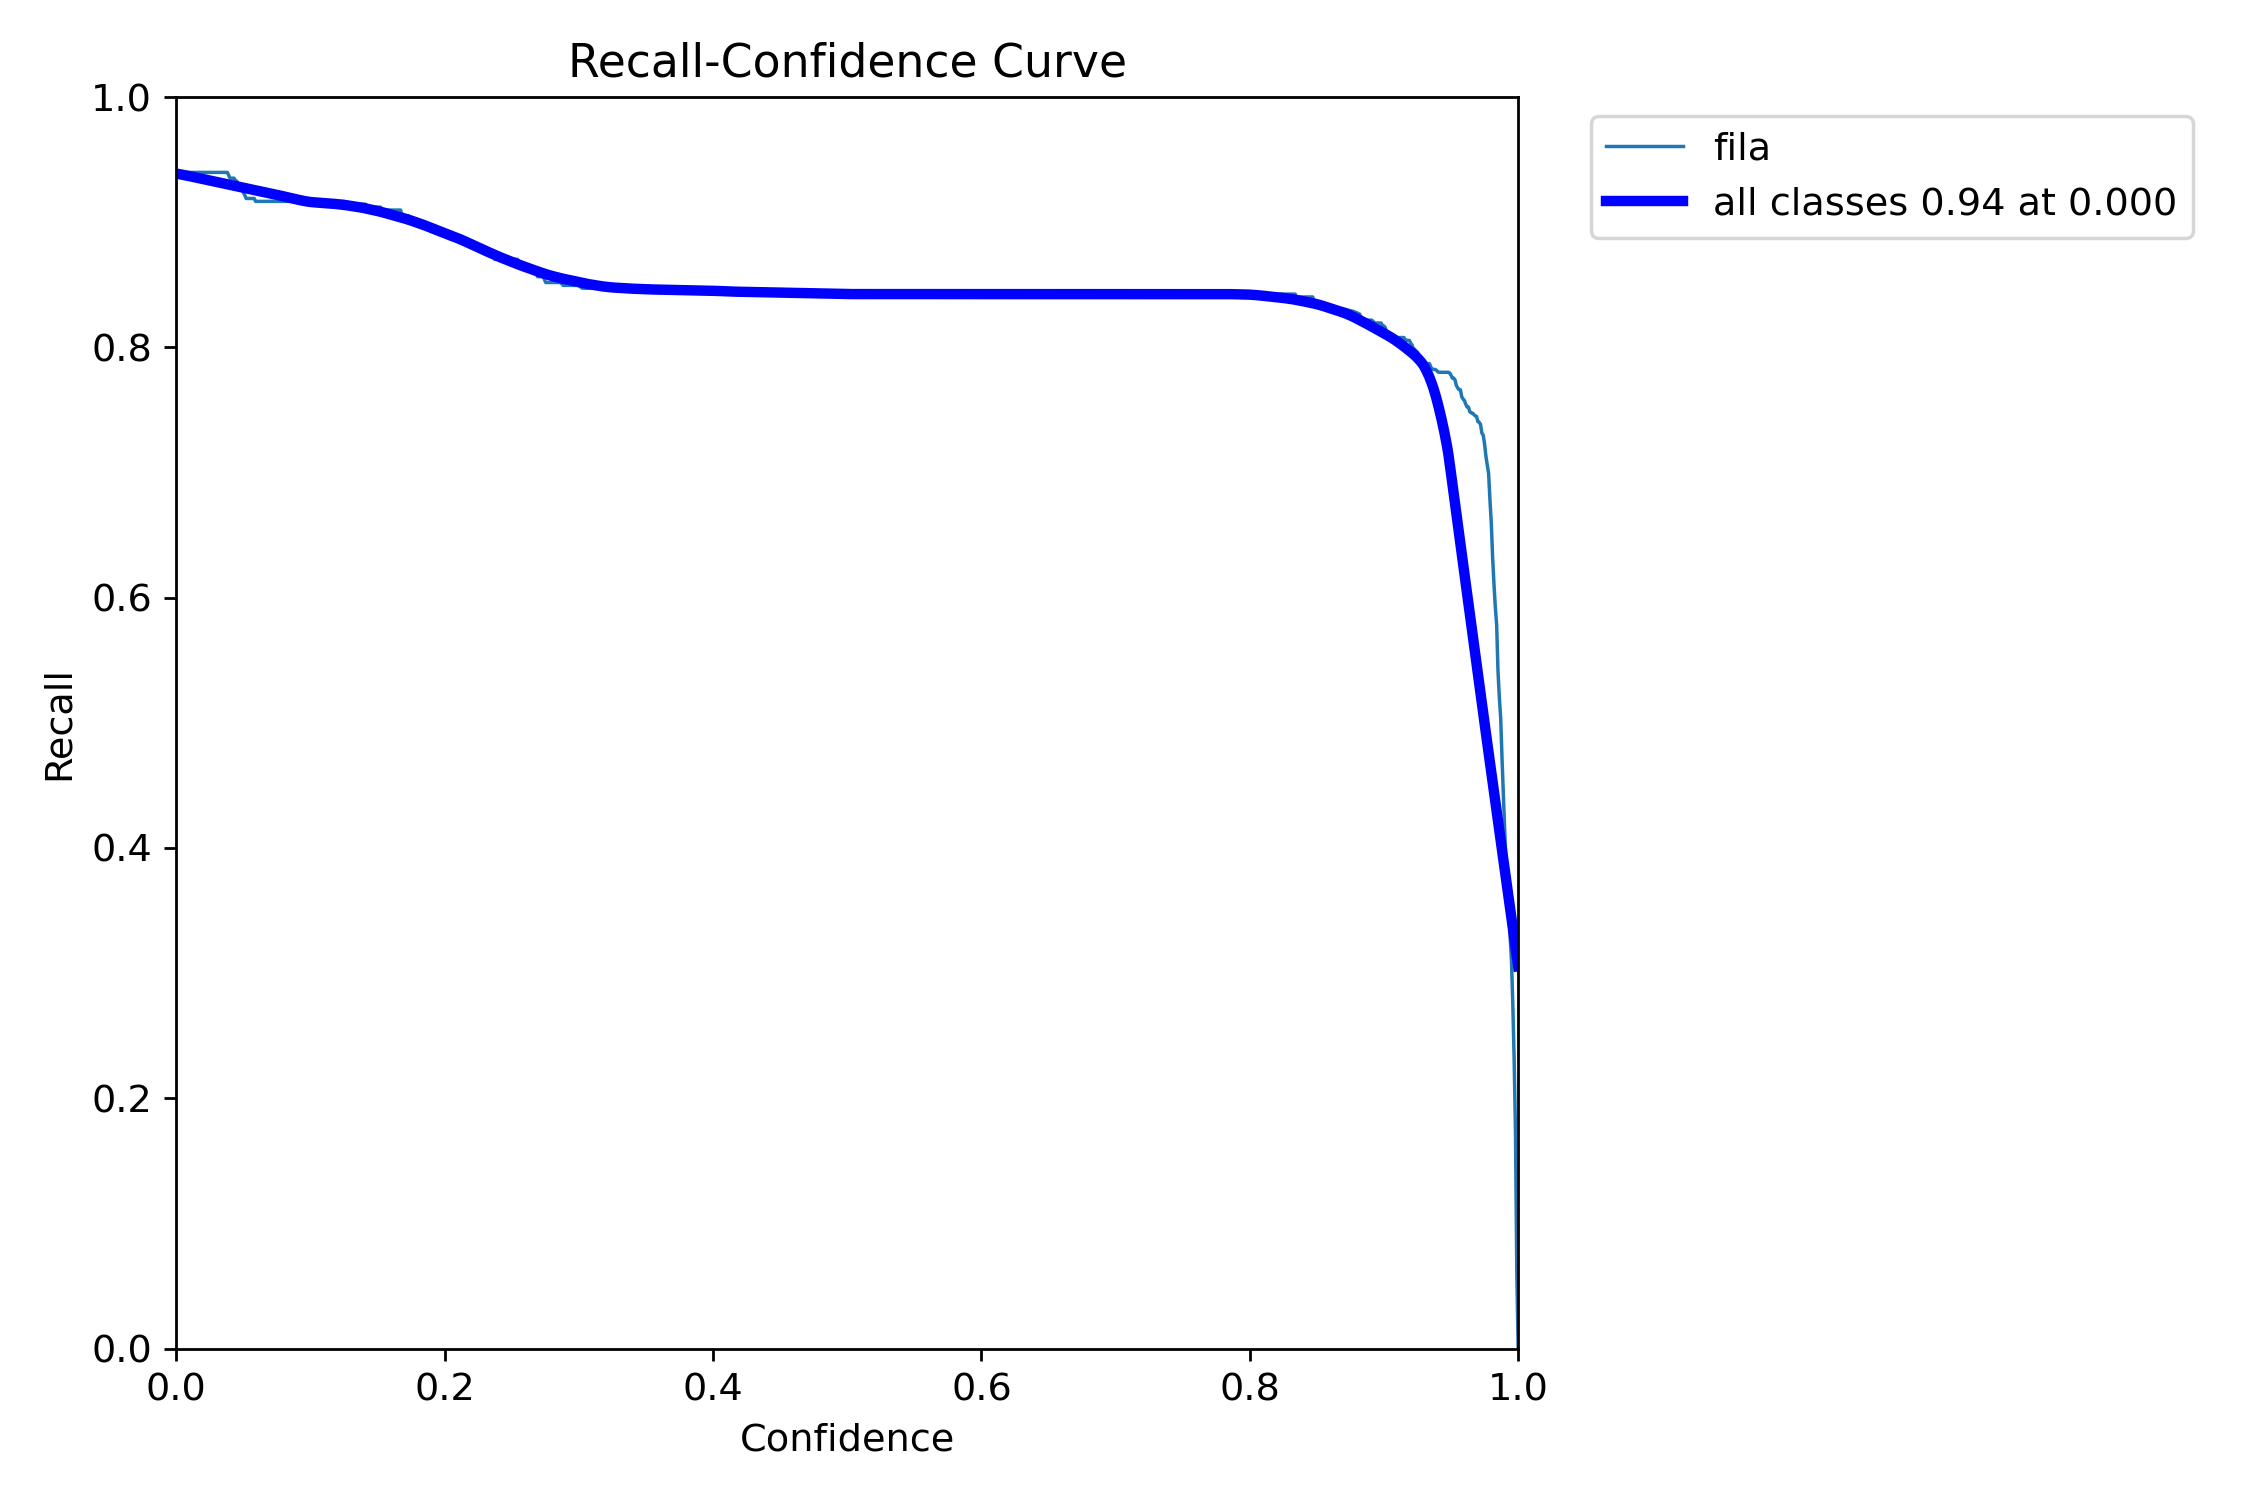 Recall-Confidence Curve
1.0
0.8
0.6
0.4
0.2
0.0
Recall
0.0 0.2 0.4 0.6 0.8 1.0
Confidence
fila
all classes 0.94 at 0.000